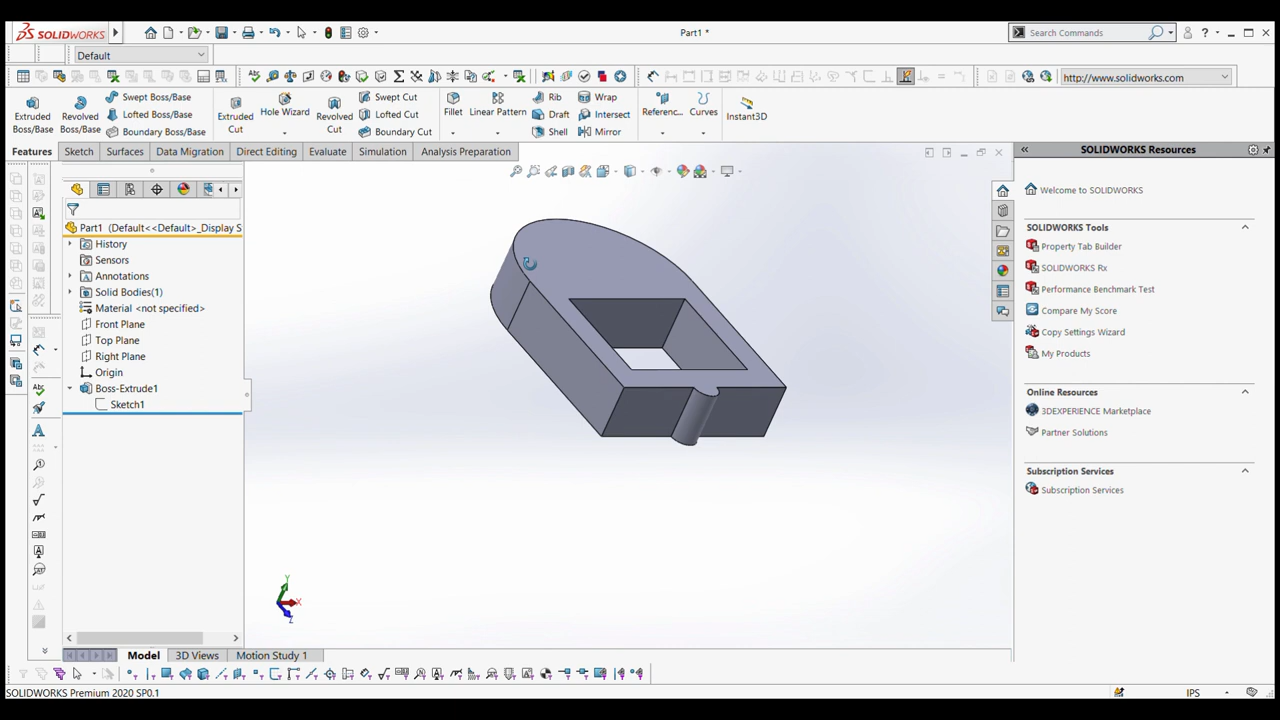 SOLIDWORKS
Part1 *
Search Commands
?
Default
http://www.solidworks.com
Extruded Boss/Base
Revolved Boss/Base
Swept Boss/Base
Lofted Boss/Base
Boundary Boss/Base
Extruded Cut
Hole Wizard
Revolved Cut
Swept Cut
Lofted Cut
Boundary Cut
Fillet
Linear Pattern
Rib
Draft
Shell
Wrap
Intersect
Mirror
Referenc...
Curves
Instant3D
Features
Sketch
Surfaces
Data Migration
Direct Editing
Evaluate
Simulation
Analysis Preparation
Part1 (Default<<Default>_Display S
History
Sensors
Annotations
Solid Bodies(1)
Material <not specified>
Front Plane
Top Plane
Right Plane
Origin
Boss-Extrude1
Sketch1
Y
X
Z
SOLIDWORKS Resources
Welcome to SOLIDWORKS
SOLIDWORKS Tools
Property Tab Builder
SOLIDWORKS Rx
Performance Benchmark Test
Compare My Score
Copy Settings Wizard
My Products
Online Resources
3DEXPERIENCE Marketplace
Partner Solutions
Subscription Services
Subscription Services
Model
3D Views
Motion Study 1
SOLIDWORKS Premium 2020 SP0.1
IPS